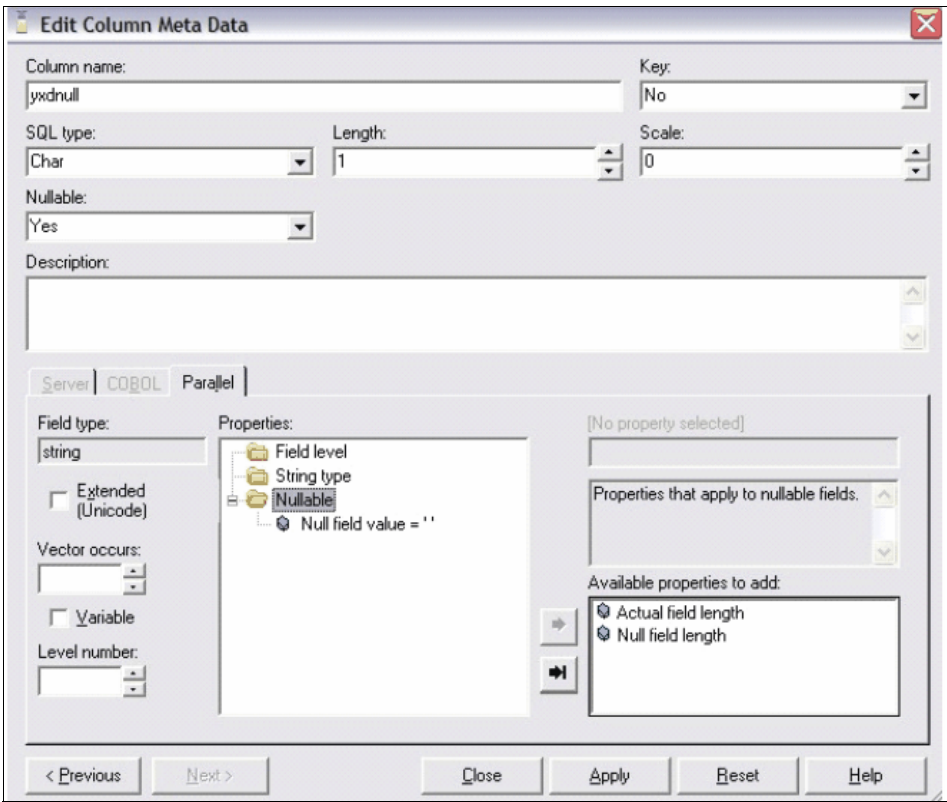 Edit Column Meta Data
Column name:
Key:
yxdnull
No
SQL type:
Length:
Scale:
Char
1
0
Nullable:
Yes
Description:
Server
COBOL
Parallel
Field type:
Properties:
[No property selected]
string
Field level
String type
Extended
(Unicode)
Nullable
Properties that apply to nullable fields.
Null field value = ' '
Vector occurs:
Available properties to add:
Variable
Actual field length
Null field length
Level number:
< Previous
Next >
Close
Apply
Reset
Help